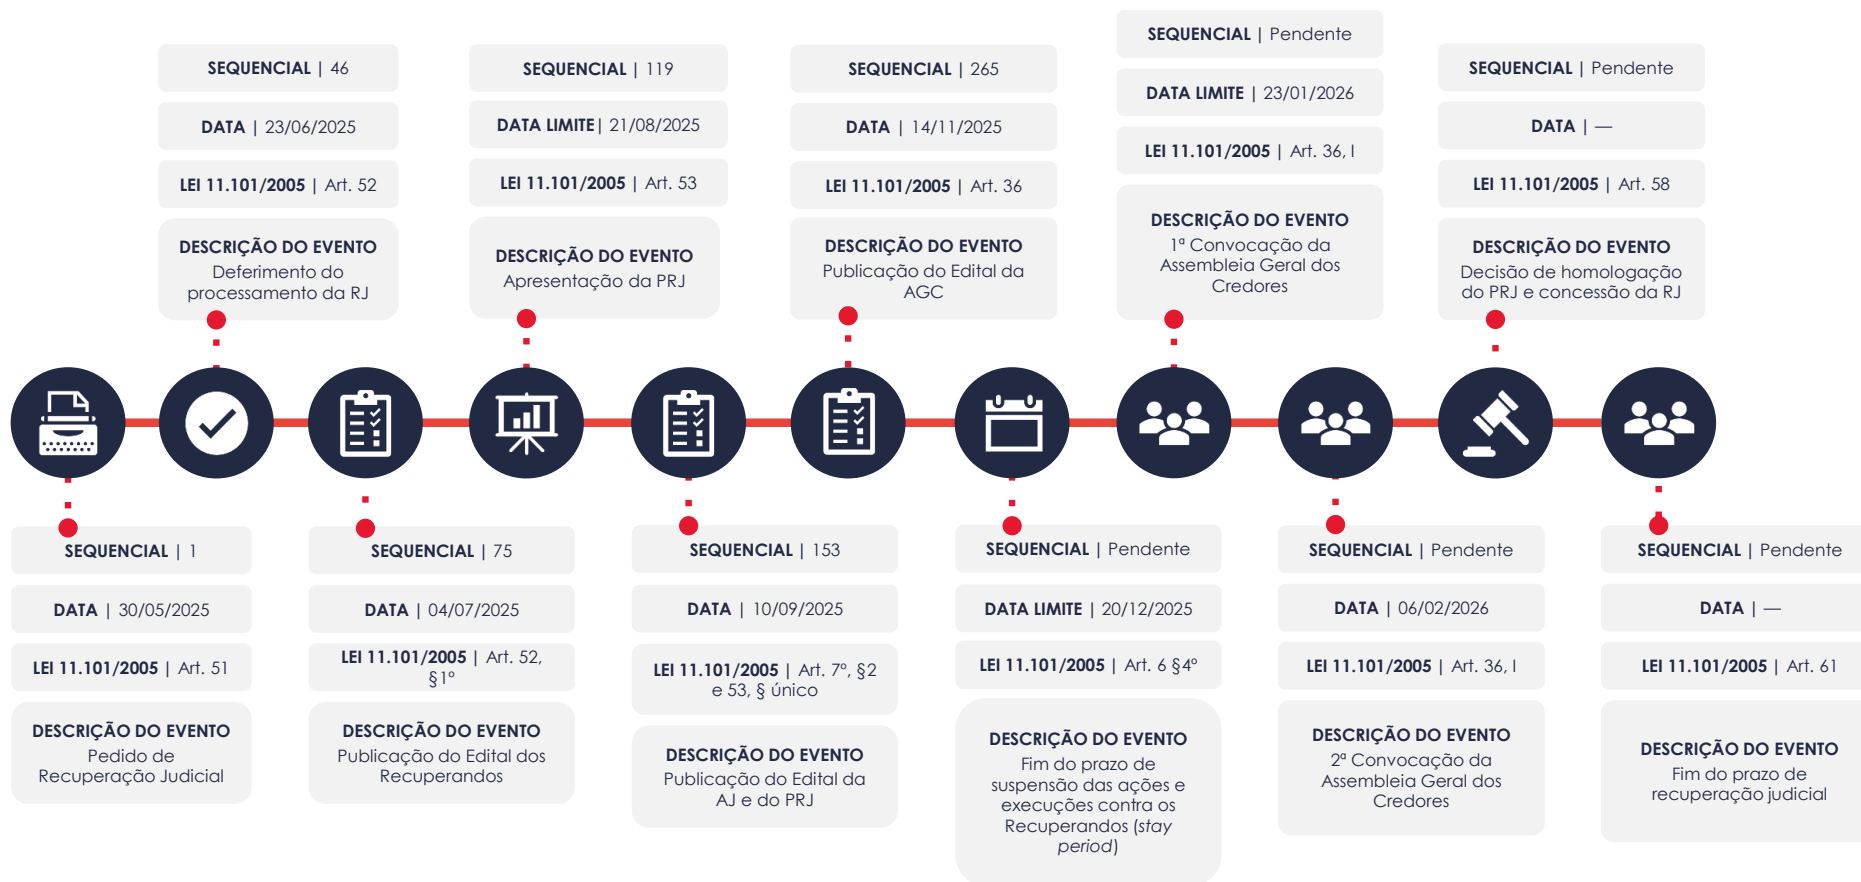 SEQUENCIAL | 46
DATA | 23/06/2025
LEI 11.101/2005 | Art. 52
DESCRIÇÃO DO EVENTO
Deferimento do
processamento da RJ
SEQUENCIAL | 119
DATA LIMITE| 21/08/2025
LEI 11.101/2005 | Art. 53
DESCRIÇÃO DO EVENTO
Apresentação da PRJ
SEQUENCIAL | 265
DATA | 14/11/2025
LEI 11.101/2005 | Art. 36
DESCRIÇÃO DO EVENTO
Publicação do Edital da
AGC
SEQUENCIAL | Pendente
DATA LIMITE | 23/01/2026
LEI 11.101/2005 | Art. 36, I
DESCRIÇÃO DO EVENTO
1ª Convocação da
Assembleia Geral dos
Credores
SEQUENCIAL | Pendente
DATA | —
LEI 11.101/2005 | Art. 58
DESCRIÇÃO DO EVENTO
Decisão de homologação
do PRJ e concessão da RJ
SEQUENCIAL | 1
DATA | 30/05/2025
LEI 11.101/2005 | Art. 51
DESCRIÇÃO DO EVENTO
Pedido de
Recuperação Judicial
SEQUENCIAL | 75
DATA | 04/07/2025
LEI 11.101/2005 | Art. 52,
§1º
DESCRIÇÃO DO EVENTO
Publicação do Edital dos
Recuperandos
SEQUENCIAL | 153
DATA | 10/09/2025
LEI 11.101/2005 | Art. 7º, §2
e 53, § único
DESCRIÇÃO DO EVENTO
Publicação do Edital da
AJ e do PRJ
SEQUENCIAL | Pendente
DATA LIMITE | 20/12/2025
LEI 11.101/2005 | Art. 6 §4º
DESCRIÇÃO DO EVENTO
Fim do prazo de
suspensão das ações e
execuções contra os
Recuperandos (stay
period)
SEQUENCIAL | Pendente
DATA | 06/02/2026
LEI 11.101/2005 | Art. 36, I
DESCRIÇÃO DO EVENTO
2ª Convocação da
Assembleia Geral dos
Credores
SEQUENCIAL | Pendente
DATA | —
LEI 11.101/2005 | Art. 61
DESCRIÇÃO DO EVENTO
Fim do prazo de
recuperação judicial